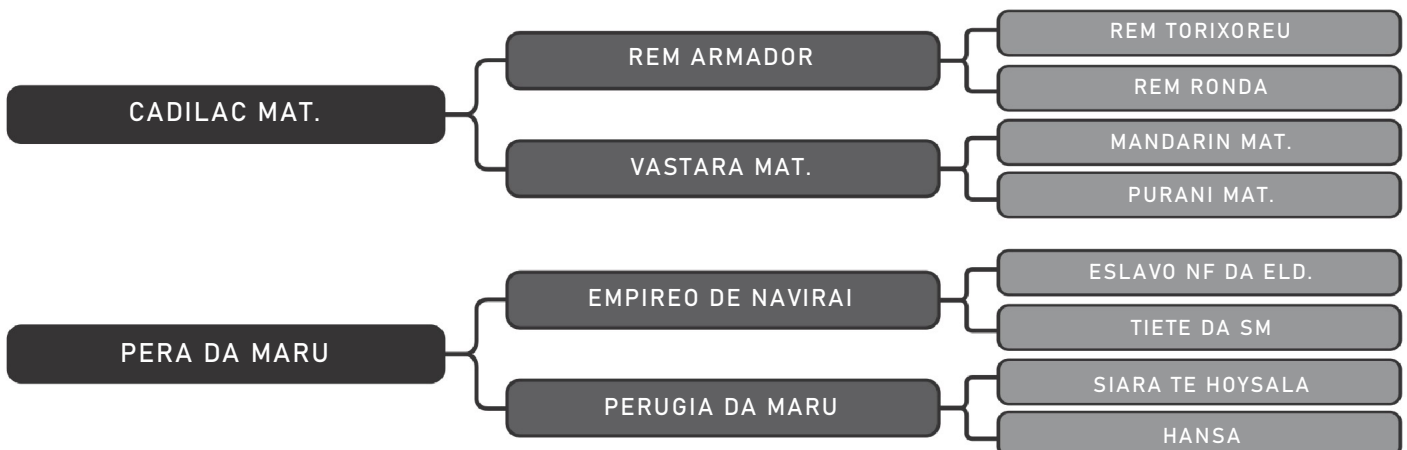 REM TORIXOREU
REM ARMADOR
REM RONDA
CADILAC MAT.
MANDARIN MAT.
VASTARA MAT.
PURANI MAT.
ESLAVO NF DA ELD.
EMPIREO DE NAVIRAI
TIETE DA SM
PERA DA MARU
SIARA TE HOYSALA
PERUGIA DA MARU
HANSA